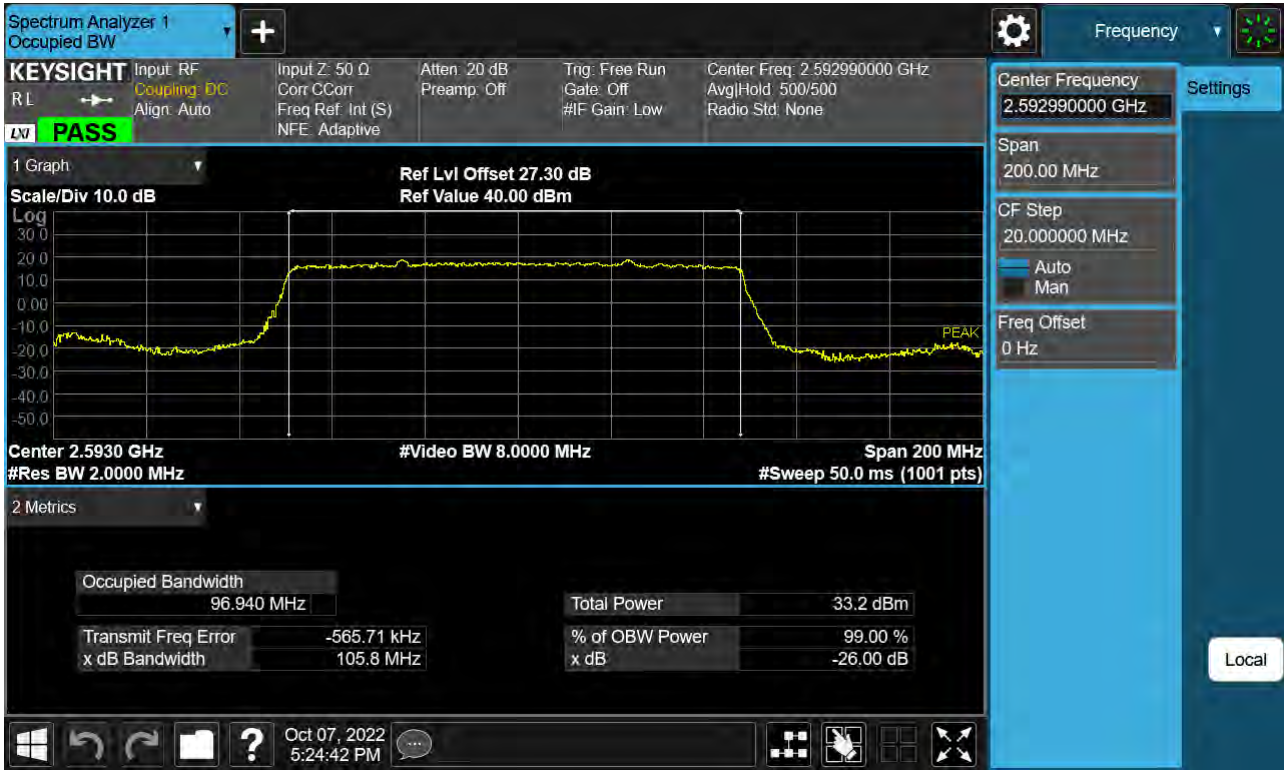 Spectrum Analyzer 1
Occupied BW
Frequency
KEYSIGHT
RL
LXI PASS
Input: RF
Coupling: DC
Align: Auto
Input Z: 50 Ω
Corr CCorr
Freq Ref: Int (S)
NFE: Adaptive
Atten: 20 dB
Preamp: Off
Trig: Free Run
Gate: Off
#IF Gain: Low
Center Freq: 2.592990000 GHz
Avg|Hold: 500/500
Radio Std: None
Center Frequency
2.592990000 GHz
Settings
Span
200.00 MHz
CF Step
20.000000 MHz
Auto
Man
Freq Offset
0 Hz
Local
1 Graph
Scale/Div 10.0 dB
Ref Lvl Offset 27.30 dB
Ref Value 40.00 dBm
Log
30.0
20.0
10.0
0.00
-10.0
-20.0
-30.0
-40.0
-50.0
PEAK
Center 2.5930 GHz
#Video BW 8.0000 MHz
Span 200 MHz
#Res BW 2.0000 MHz
#Sweep 50.0 ms (1001 pts)
2 Metrics
Occupied Bandwidth
96.940 MHz
Total Power 33.2 dBm
Transmit Freq Error -565.71 kHz
% of OBW Power 99.00 %
x dB Bandwidth 105.8 MHz
x dB -26.00 dB
?
Oct 07, 2022
5:24:42 PM